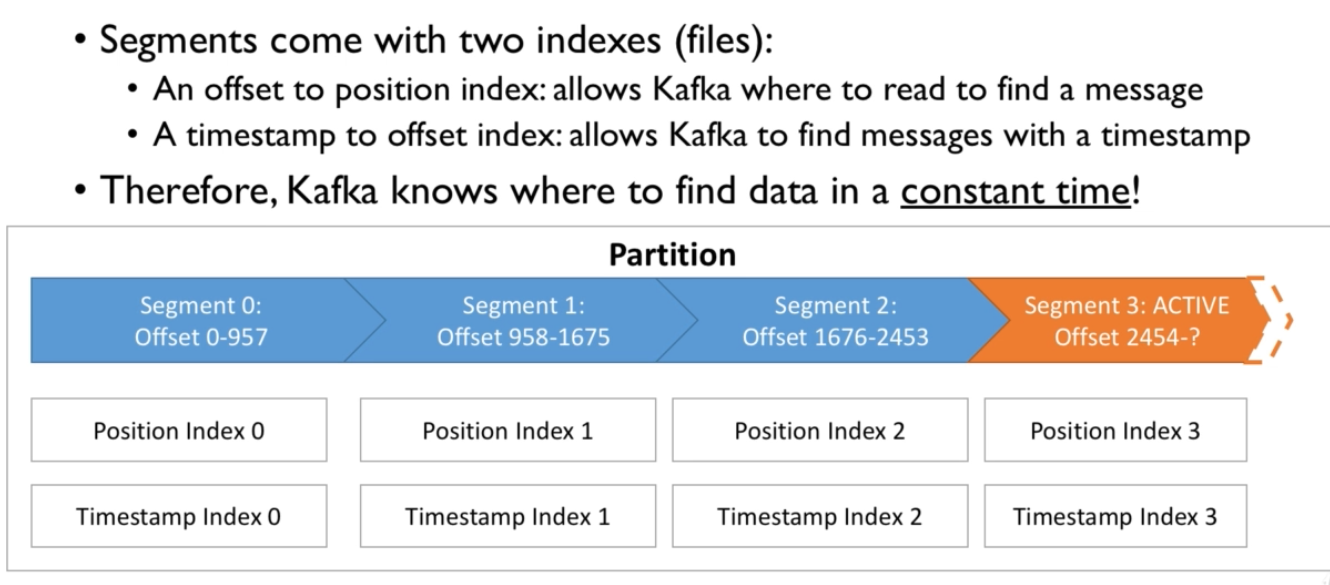 • Segments come with two indexes (files):
• An offset to position index: allows Kafka where to read to find a message
• A timestamp to offset index: allows Kafka to find messages with a timestamp
• Therefore, Kafka knows where to find data in a constant time!
Partition
Segment 0:
Offset 0-957
Segment 1:
Offset 958-1675
Segment 2:
Offset 1676-2453
Segment 3: ACTIVE
Offset 2454-?
Position Index 0
Position Index 1
Position Index 2
Position Index 3
Timestamp Index 0
Timestamp Index 1
Timestamp Index 2
Timestamp Index 3